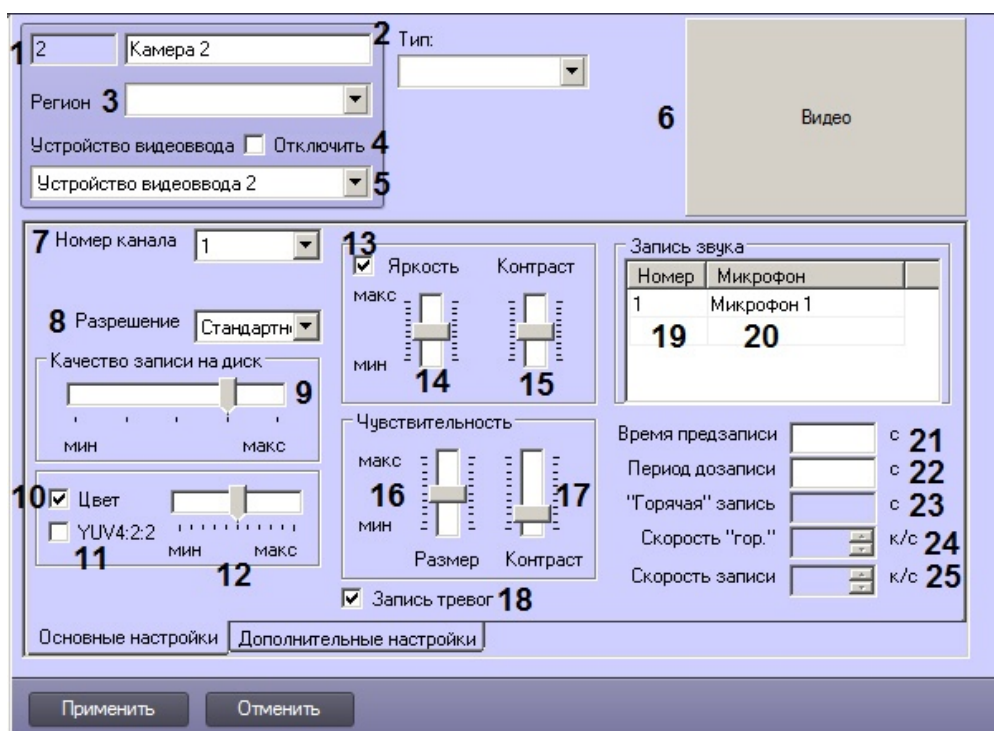 1 2 Камера 2 2
Тип:
Регион 3
Устройство видеоввода Отключить 4
Устройство видеоввода 2 5
6 Видео
7 Номер канала 1
8 Разрешение Стандартн
Качество записи на диск
9
мин макс
10 Цвет
YUV4:2:2
11
мин макс
12
13
Яркость Контраст
макс
мин
14 15
Чувствительность
макс
16 17
мин
Размер Контраст
Запись тревог 18
Запись звука
Номер Микрофон
1 Микрофон 1
19 20
Время предзаписи с 21
Период дозаписи с 22
"Горячая" запись с 23
Скорость "гор." к/с 24
Скорость записи к/с 25
Основные настройки Дополнительные настройки
Применить Отменить